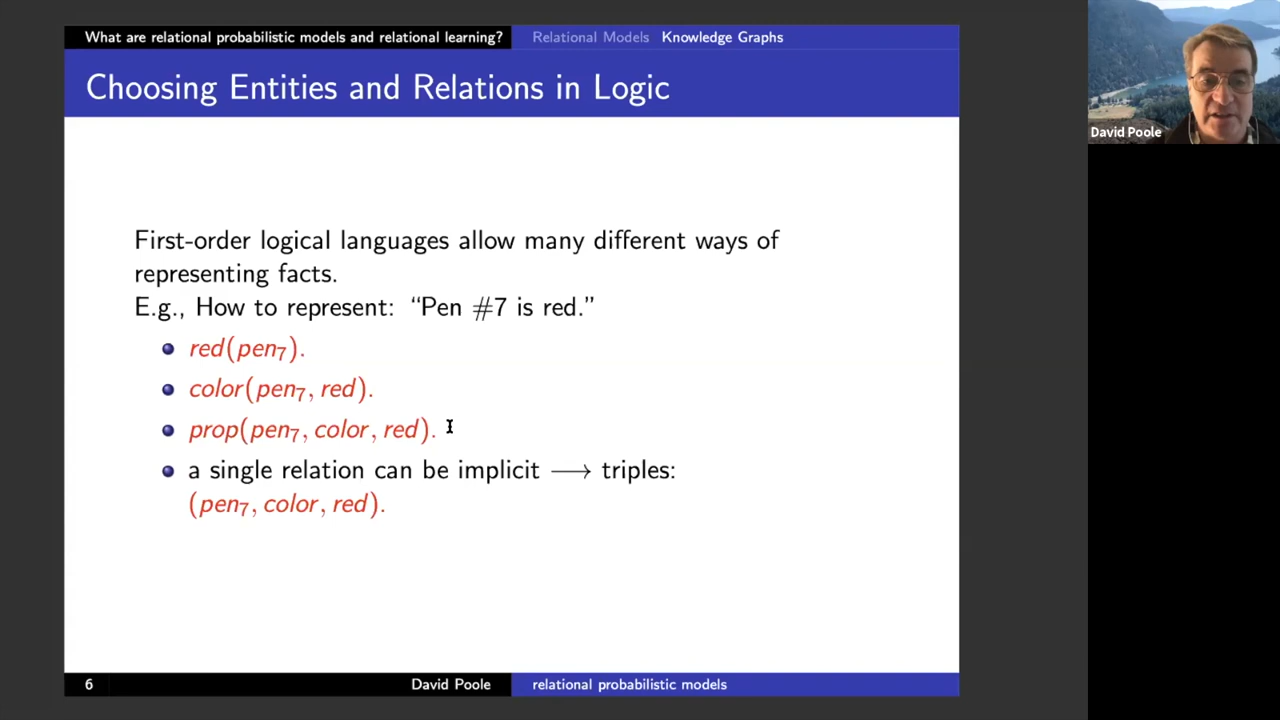 What are relational probabilistic models and relational learning? Relational Models Knowledge Graphs
Choosing Entities and Relations in Logic
First-order logical languages allow many different ways of
representing facts.
E.g., How to represent: “Pen #7 is red.”
red(pen₇).
color(pen₇, red).
prop(pen₇, color, red).
a single relation can be implicit ⟶ triples:
(pen₇, color, red).
6 David Poole relational probabilistic models
David Poole